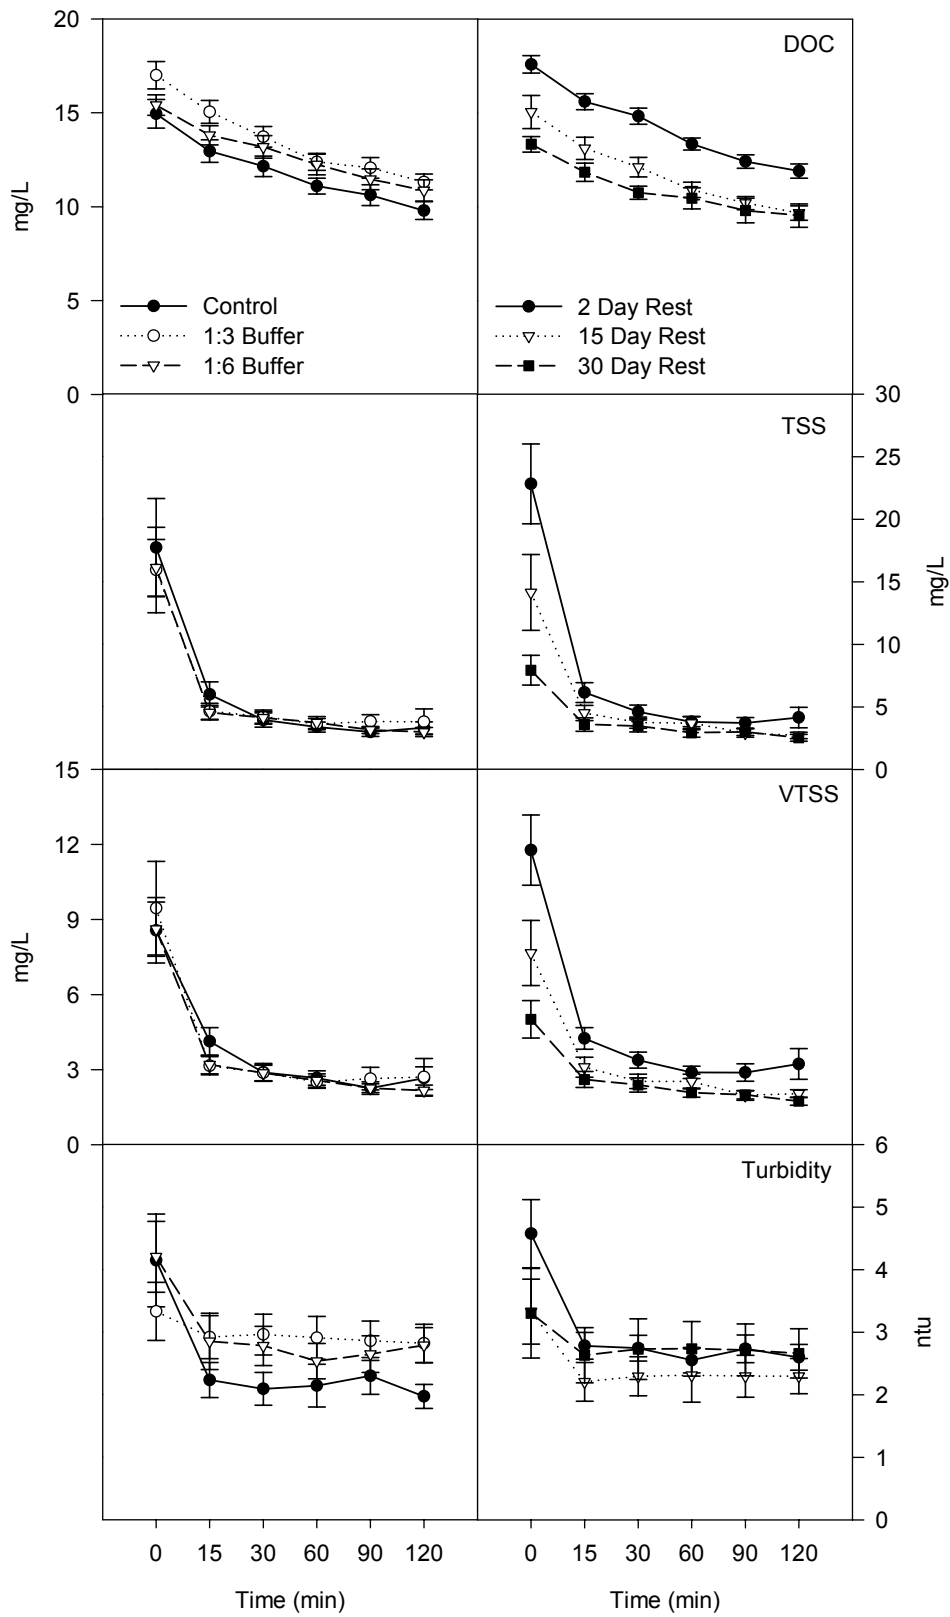 20
15
10
5
0
mg/L
Control
1:3 Buffer
1:6 Buffer
DOC
2 Day Rest
15 Day Rest
30 Day Rest
TSS
30
25
20
15
10
5
0
mg/L
15
12
9
6
3
0
mg/L
VTSS
Turbidity
6
5
4
3
2
1
0
ntu
0 15 30 60 90 120
Time (min)
0 15 30 60 90 120
Time (min)